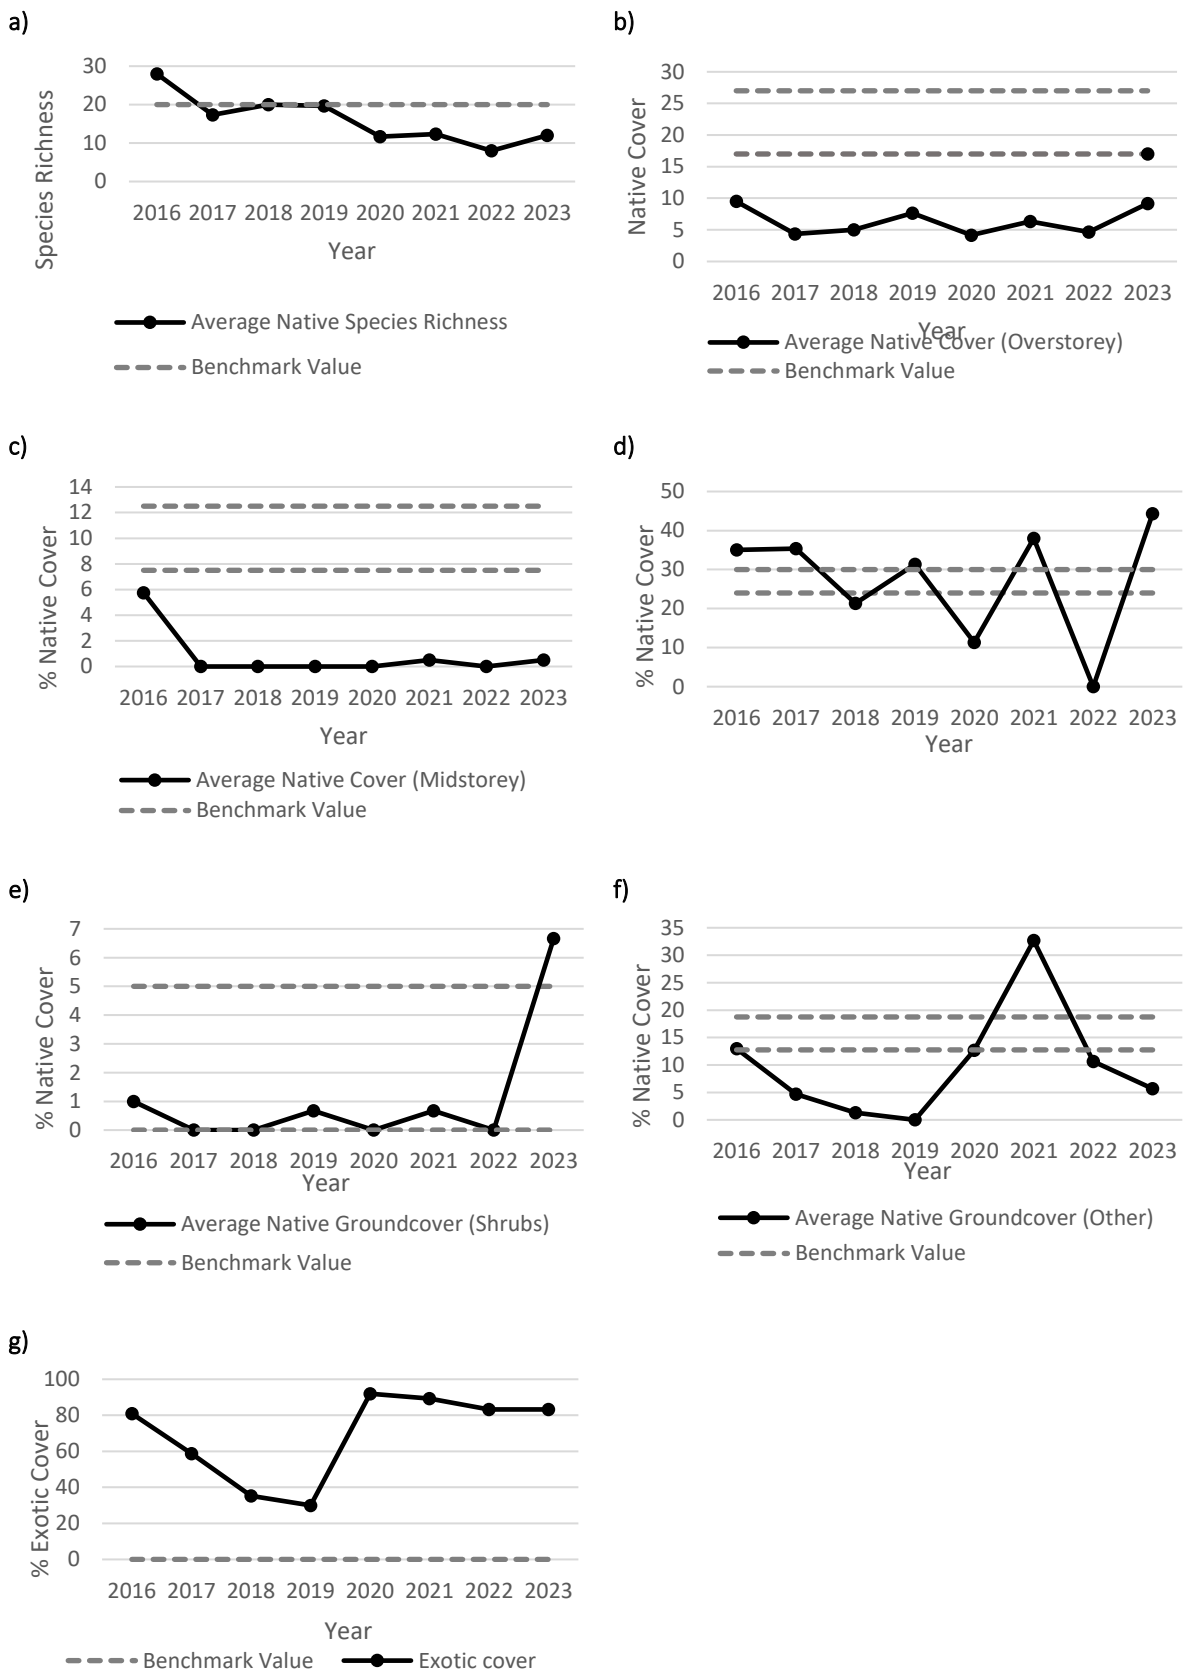 a)
30
20
10
0
Species Richness
2016 2017 2018 2019 2020 2021 2022 2023
Year
Average Native Species Richness
Benchmark Value
b)
30
25
20
15
10
5
0
Native Cover
2016 2017 2018 2019 2020 2021 2022 2023
Year
Average Native Cover (Overstorey)
Benchmark Value
c)
14
12
10
8
6
4
2
0
% Native Cover
2016 2017 2018 2019 2020 2021 2022 2023
Year
Average Native Cover (Midstorey)
Benchmark Value
d)
50
40
30
20
10
0
% Native Cover
2016 2017 2018 2019 2020 2021 2022 2023
Year
e)
7
6
5
4
3
2
1
0
% Native Cover
2016 2017 2018 2019 2020 2021 2022 2023
Year
Average Native Groundcover (Shrubs)
Benchmark Value
f)
35
30
25
20
15
10
5
0
% Native Cover
2016 2017 2018 2019 2020 2021 2022 2023
Year
Average Native Groundcover (Other)
Benchmark Value
g)
100
80
60
40
20
0
% Exotic Cover
2016 2017 2018 2019 2020 2021 2022 2023
Year
Benchmark Value Exotic cover